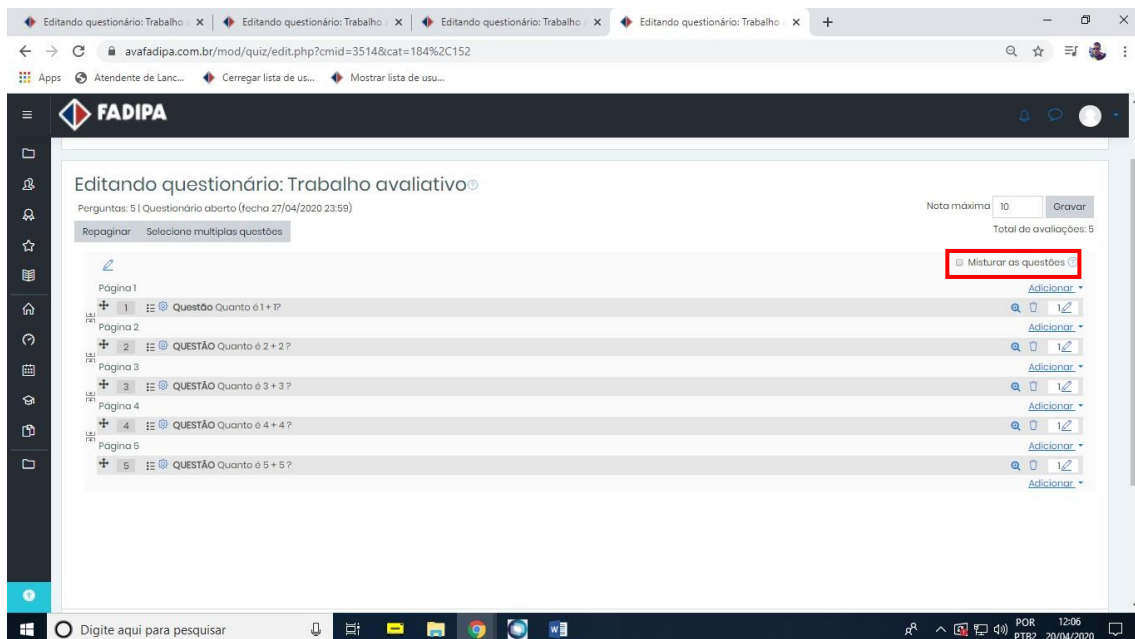 Editando questionário: Trabalho a x Editando questionário: Trabalho a x Editando questionário: Trabalho a x Editando questionário: Trabalho a x +
avafadipa.com.br/mod/quiz/edit.php?cmid=3514&cat=184%2C152
Apps Atendente de Lanc... Cerregar lista de us... Mostrar lista de usu...
FADIPA
Editando questionário: Trabalho avaliativo
Perguntas: 5 | Questionário aberto (fecha 27/04/2020 23:59)
Nota máxima 10 Gravar
Repaginar Selecione multiplas questões
Total de avaliações: 5
Misturar as questões
Página 1 Adicionar
1 Questão Quanto é 1 + 1? 1
Página 2 Adicionar
2 QUESTÃO Quanto é 2 + 2 ? 1
Página 3 Adicionar
3 QUESTÃO Quanto é 3 + 3 ? 1
Página 4 Adicionar
4 QUESTÃO Quanto é 4 + 4 ? 1
Página 5 Adicionar
5 QUESTÃO Quanto é 5 + 5 ? 1
Adicionar
Digite aqui para pesquisar
POR 12:06
PTB2 20/04/2020